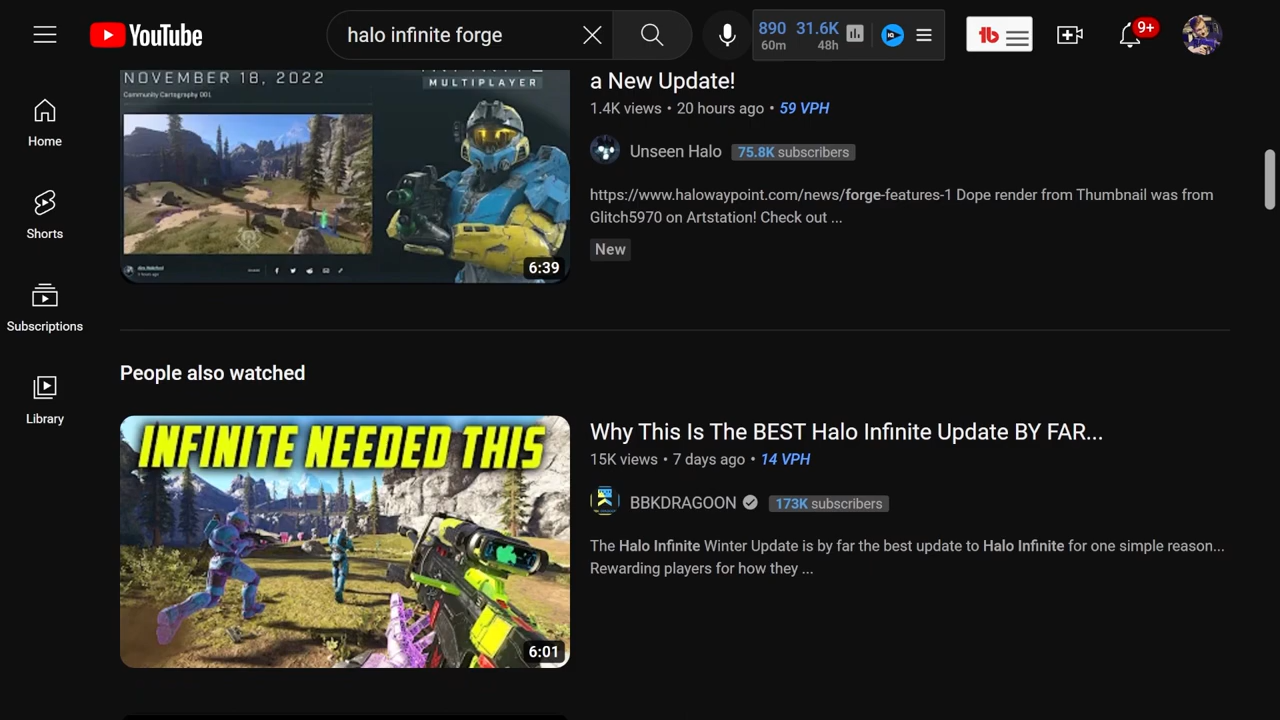 YouTube
halo infinite forge
890 31.6K
60m 48h
tb
9+
Home
Shorts
Subscriptions
Library
NOVEMBER 18, 2022
Community Cartography 001
MULTIPLAYER
6:39
a New Update!
1.4K views • 20 hours ago • 59 VPH
Unseen Halo 75.8K subscribers
https://www.halowaypoint.com/news/forge-features-1 Dope render from Thumbnail was from
Glitch5970 on Artstation! Check out ...
New
People also watched
INFINITE NEEDED THIS
6:01
Why This Is The BEST Halo Infinite Update BY FAR...
15K views • 7 days ago • 14 VPH
BBKDRAGOON 173K subscribers
The Halo Infinite Winter Update is by far the best update to Halo Infinite for one simple reason...
Rewarding players for how they ...